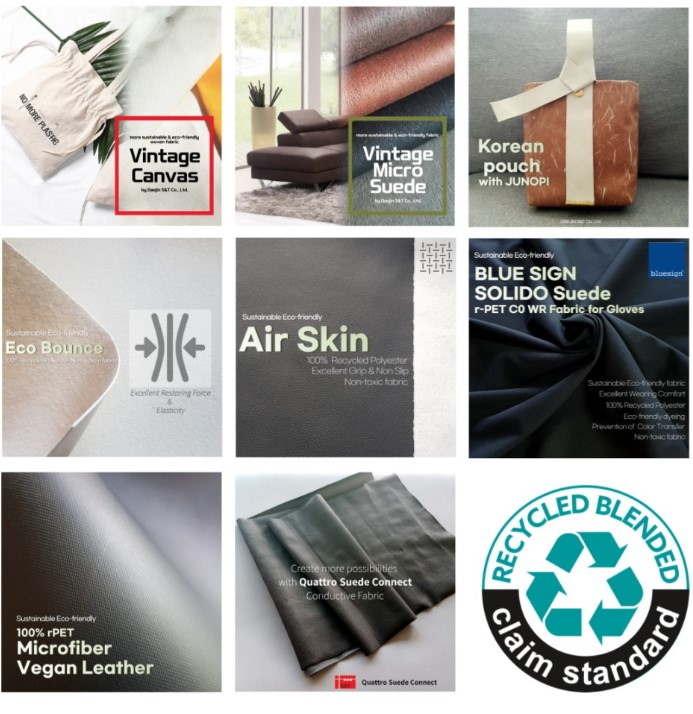 NO MORE PLASTIC
more sustainable & eco-friendly
woven fabric
Vintage
Canvas
by Daejin S&T Co., Ltd.
more sustainable & eco-friendly fabric
Vintage
Micro
Suede
by Daejin S&T Co., Ltd.
Korean
pouch
with JUNOPI
Sustainable Eco-friendly
Eco Bounce
Excellent Restoring Force
&
Elasticity
Sustainable Eco-friendly
Air Skin
100% Recycled Polyester
Excellent Grip & Non Slip
Non-toxic fabric
Sustainable Eco-friendly
BLUE SIGN
SOLIDO Suede
r-PET C0 WR Fabric for Gloves
bluesign
Sustainable Eco-friendly fabric
Excellent Wearing Comfort
100% Recycled Polyester
Eco-friendly dyeing
Prevention of Color Transfer
Non-toxic fabric
Sustainable Eco-friendly
100% rPET
Microfiber
Vegan Leather
Create more possibilities
with Quattro Suede Connect
Conductive Fabric
Quattro Suede Connect
RECYCLED BLENDED
claim standard